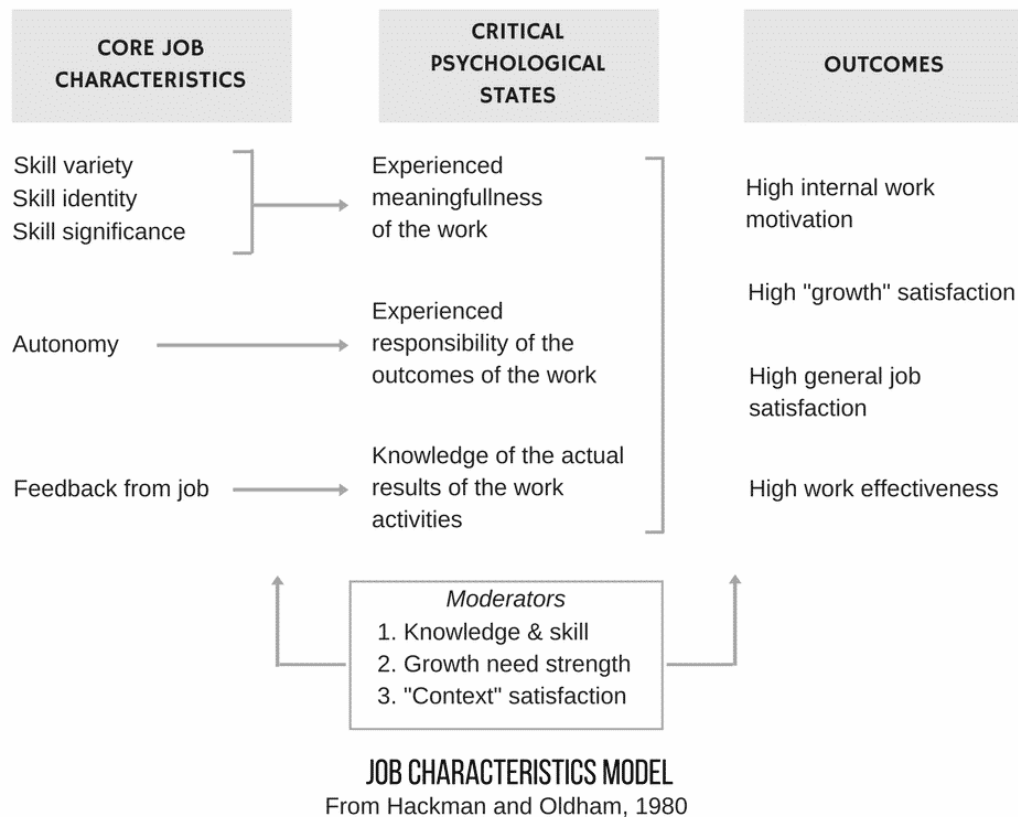 CORE JOB
CHARACTERISTICS
CRITICAL
PSYCHOLOGICAL
STATES
OUTCOMES
Skill variety
Skill identity
Skill significance
Experienced
meaningfullness
of the work
High internal work
motivation
High "growth" satisfaction
Autonomy
Experienced
responsibility of the
outcomes of the work
High general job
satisfaction
Feedback from job
Knowledge of the actual
results of the work
activities
High work effectiveness
Moderators
1. Knowledge & skill
2. Growth need strength
3. "Context" satisfaction
JOB CHARACTERISTICS MODEL
From Hackman and Oldham, 1980